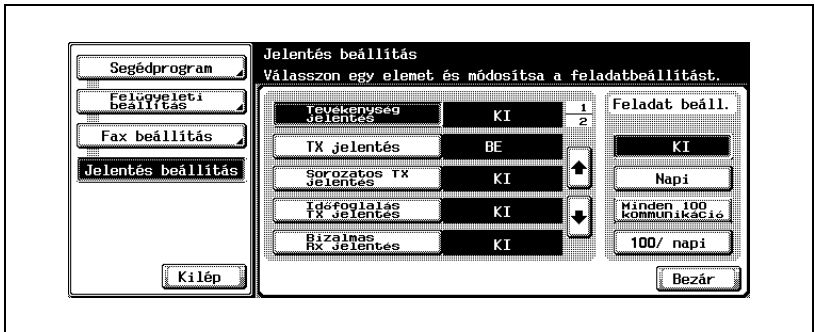 Segédprogram
Felügyeleti
beállítás
Fax beállítás
Jelentés beállítás
Kilép
Jelentés beállítás
Válasszon egy elemet és módosítsa a feladatbeállítást.
Tevékenység
jelentés
KI
TX jelentés
BE
Sorozatos TX
jelentés
KI
Időfoglalás
TX jelentés
KI
Bizalmas
Rx jelentés
KI
1
2
Feladat beáll.
KI
Napi
Minden 100
kommunikáció
100/ napi
Bezár